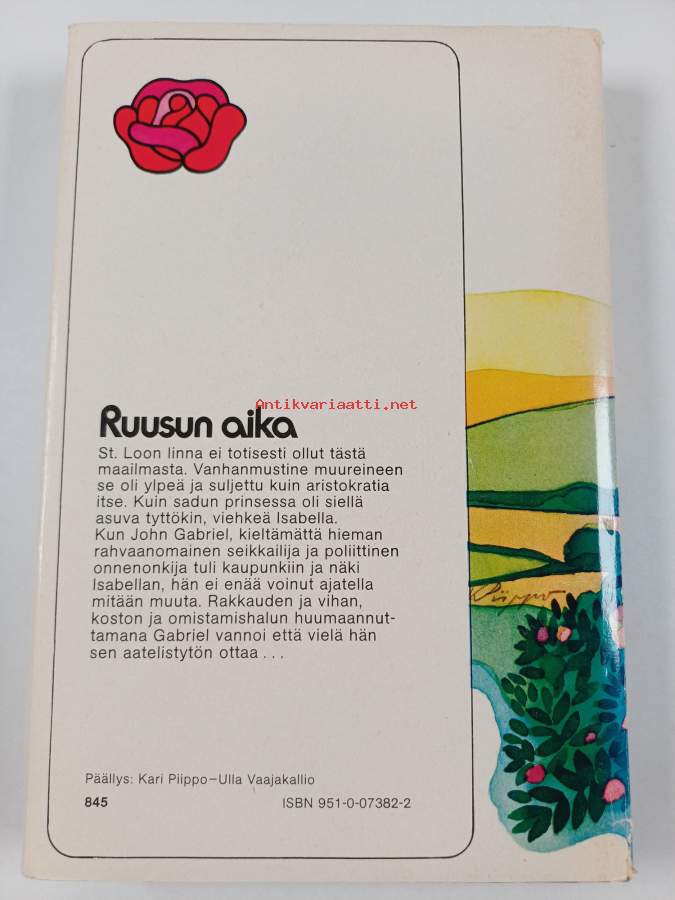 Antikvariaatti.net
Ruusun aika
St. Loon linna ei totisesti ollut tästä
maailmasta. Vanhanmustine muureineen
se oli ylpeä ja suljettu kuin aristokratia
itse. Kuin sadun prinsessa oli siellä
asuva tyttökin, viehkeä Isabella.
Kun John Gabriel, kieltämättä hieman
rahvaanomainen seikkailija ja poliittinen
onnenonkija tuli kaupunkiin ja näki
Isabellan, hän ei enää voinut ajatella
mitään muuta. Rakkauden ja vihan,
koston ja omistamishalun huumaannut-
tamana Gabriel vannoi että vielä hän
sen aatelistytön ottaa . . .
Piippo
Päällys: Kari Piippo–Ulla Vaajakallio
845 ISBN 951-0-07382-2